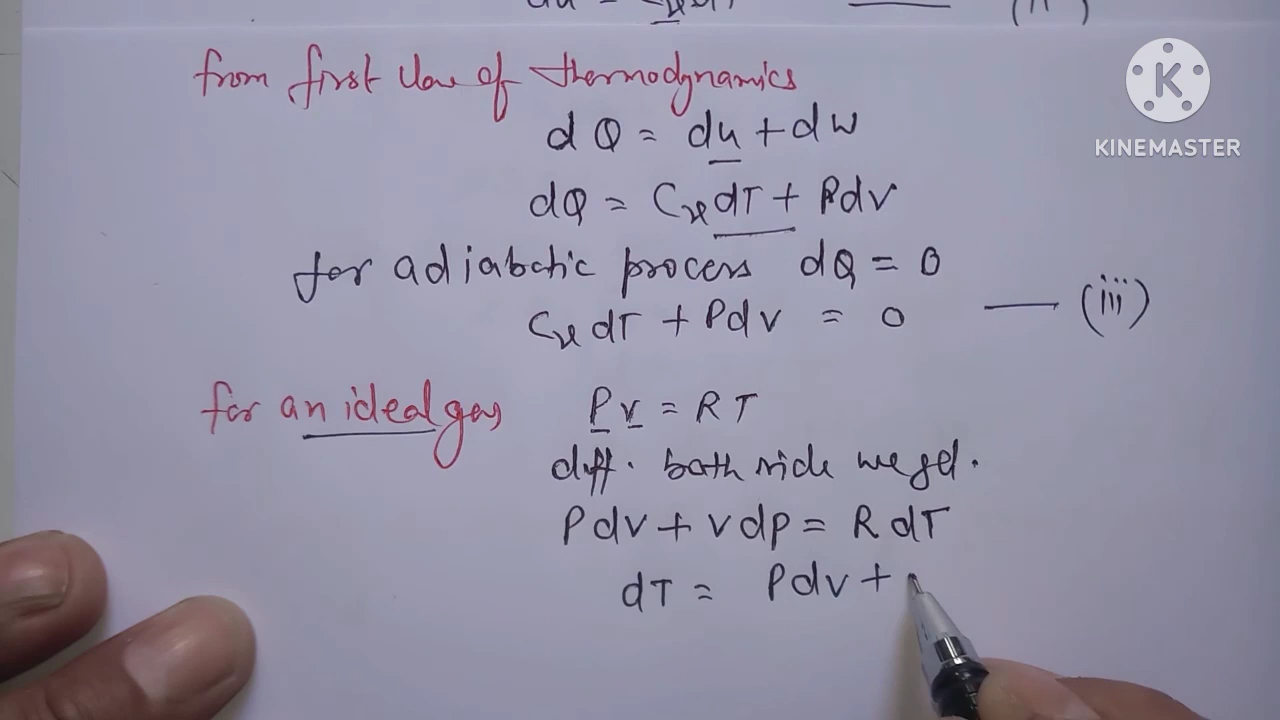 (ii)
from first law of thermodynamics
dQ = du + dw
dQ = Cv dT + Pdv
for adiabatic process dQ = 0
Cv dT + Pdv = 0 — (iii)
for an ideal gas Pv = RT
diff. both side we get.
Pdv + vdp = RdT
dT = Pdv +
K
KINEMASTER